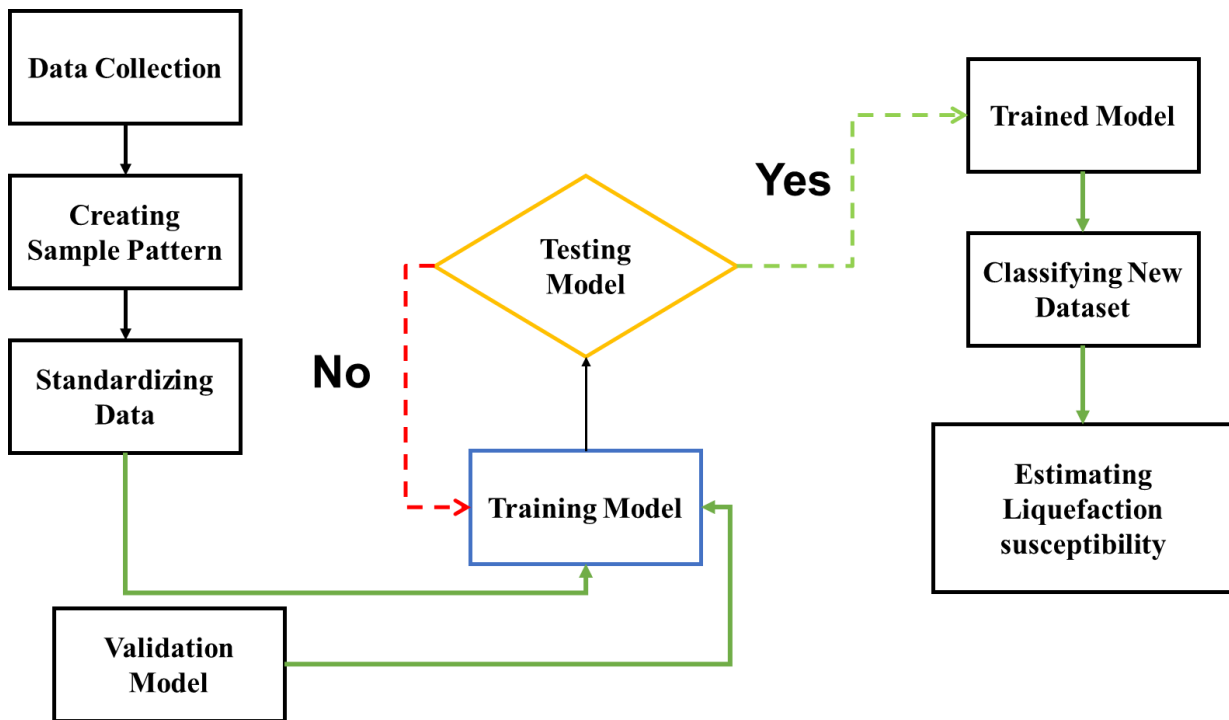 Data Collection
Creating
Sample Pattern
Standardizing
Data
Validation
Model
Training Model
Testing
Model
No
Yes
Trained Model
Classifying New
Dataset
Estimating
Liquefaction
susceptibility